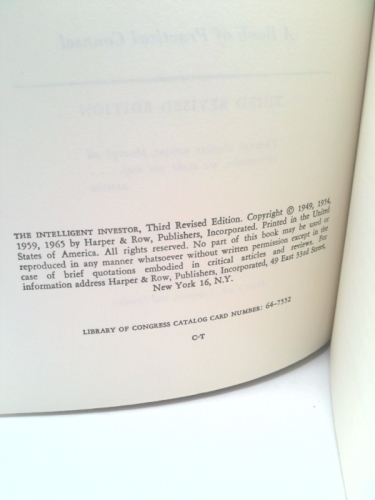 THE INTELLIGENT INVESTOR, Third Revised Edition. Copyright © 1949, 1954,
1959, 1965 by Harper & Row, Publishers, Incorporated. Printed in the United
States of America. All rights reserved. No part of this book may be used or
reproduced in any manner whatsoever without written permission except in the
case of brief quotations embodied in critical articles and reviews. For
information address Harper & Row, Publishers, Incorporated, 49 East 33rd Street,
New York 16, N.Y.
LIBRARY OF CONGRESS CATALOG CARD NUMBER: 64-7552
C-T